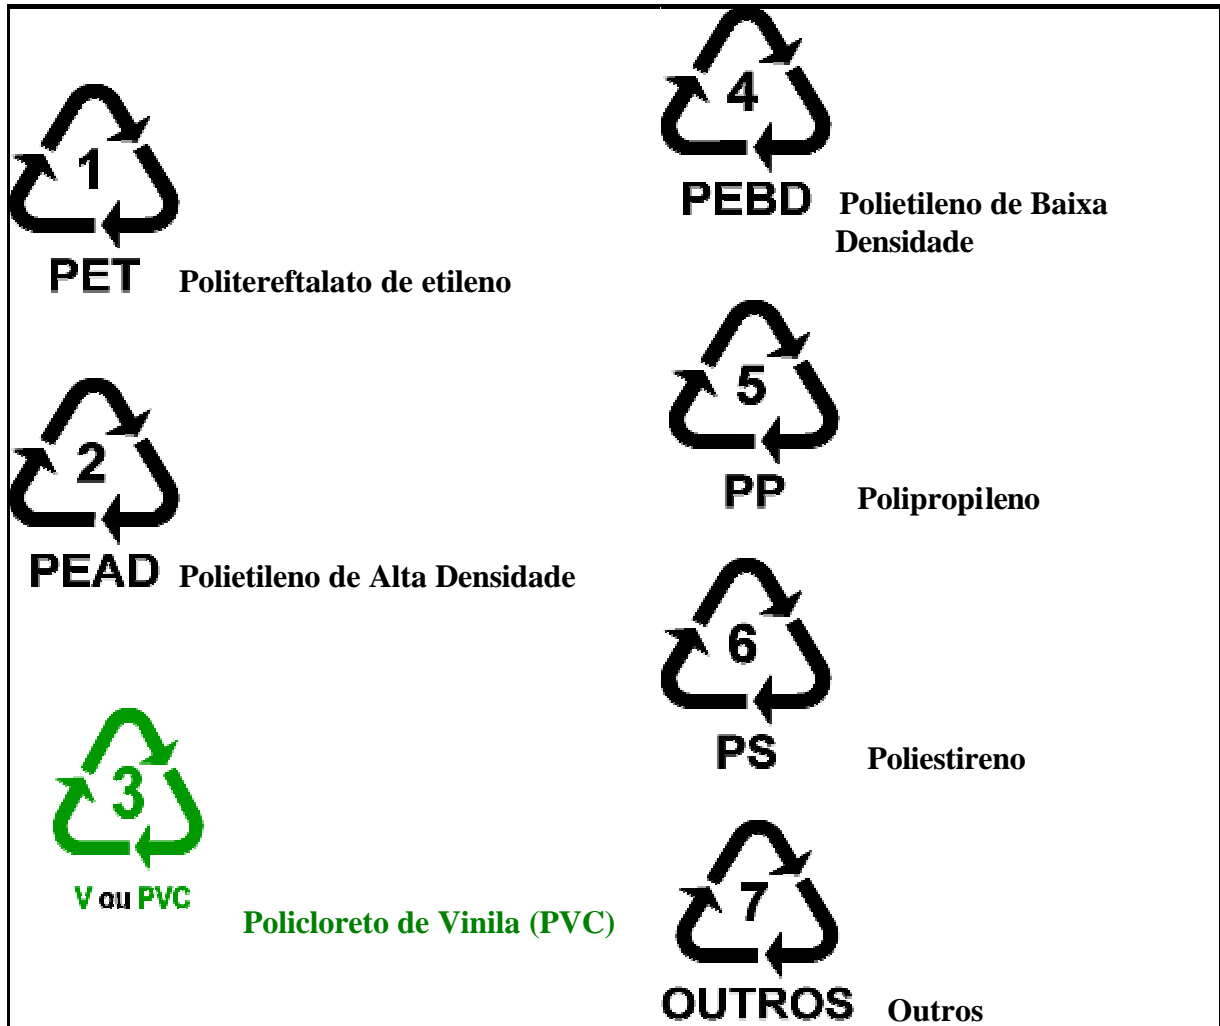 1
PET Politereftalato de etileno
2
PEAD Polietileno de Alta Densidade
3
V ou PVC
Policloreto de Vinila (PVC)
4
PEBD Polietileno de Baixa
Densidade
5
PP Polipropileno
6
PS Poliestireno
7
OUTROS Outros